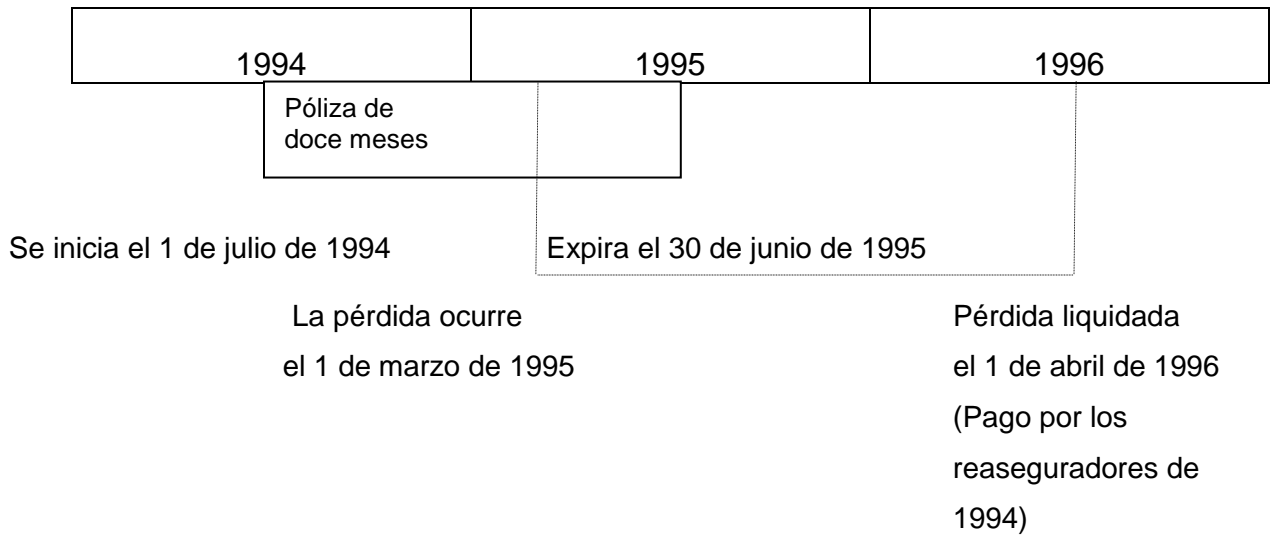 1994 1995 1996
Póliza de
doce meses
Se inicia el 1 de julio de 1994 Expira el 30 de junio de 1995
La pérdida ocurre
el 1 de marzo de 1995
Pérdida liquidada
el 1 de abril de 1996
(Pago por los
reaseguradores de
1994)